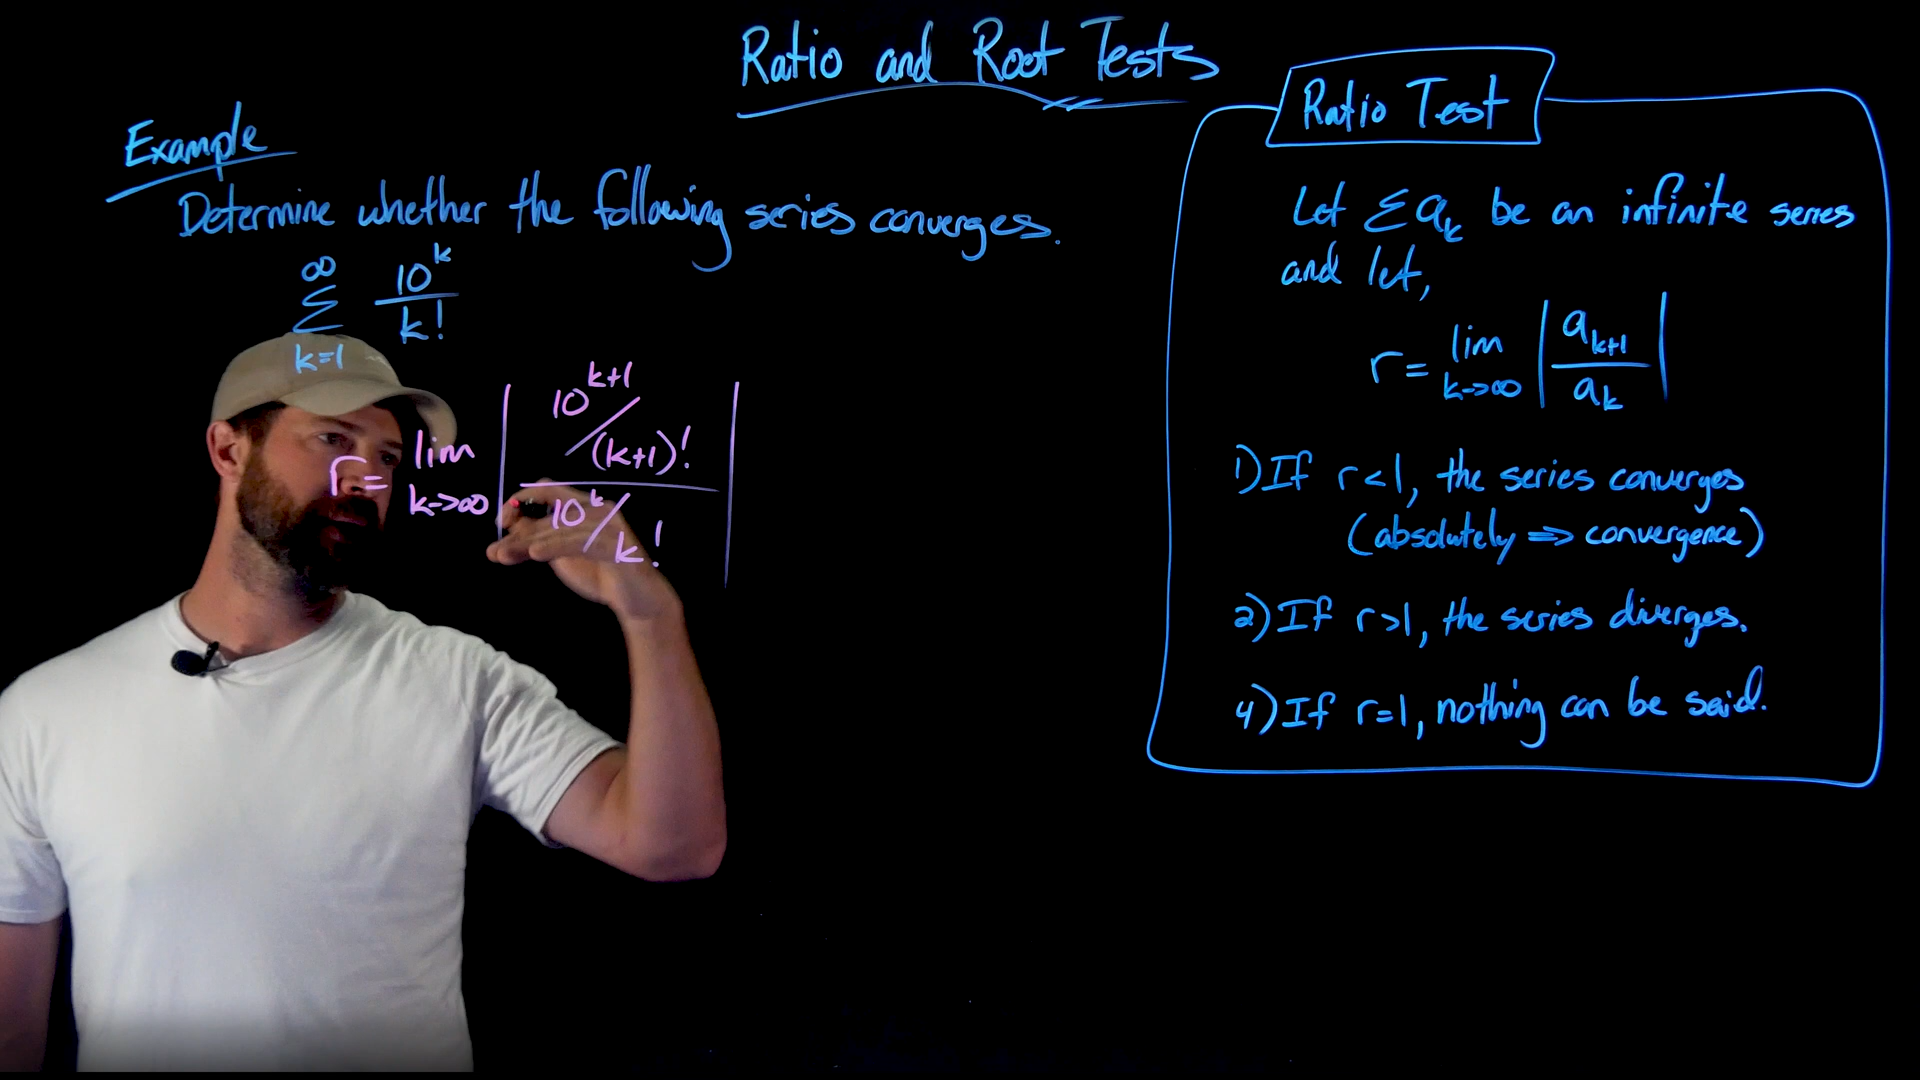 Ratio and Root Tests
Example
Determine whether the following series converges.
∞
Σ 10^k / k!
k=1
r = lim | 10^(k+1) / (k+1)! |
k→∞ | 10^k / k! |
Ratio Test
Let Σ a_k be an infinite series
and let,
r = lim | a_(k+1) / a_k |
k→∞
1) If r<1, the series converges
(absolutely ⇒ convergence)
2) If r>1, the series diverges.
4) If r=1, nothing can be said.